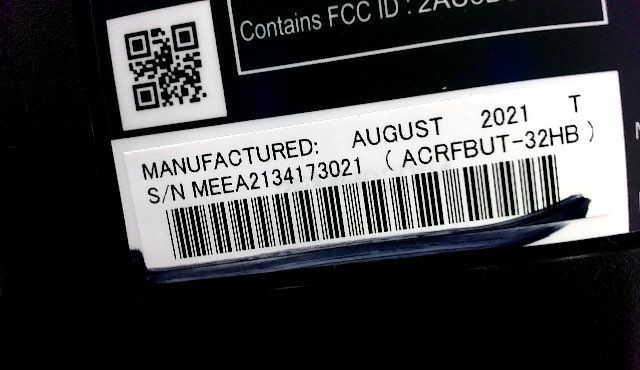 Contains FCC ID :
MANUFACTURED: AUGUST 2021 T
S/N MEEA2134173021 ( ACRFBUT-32HB )